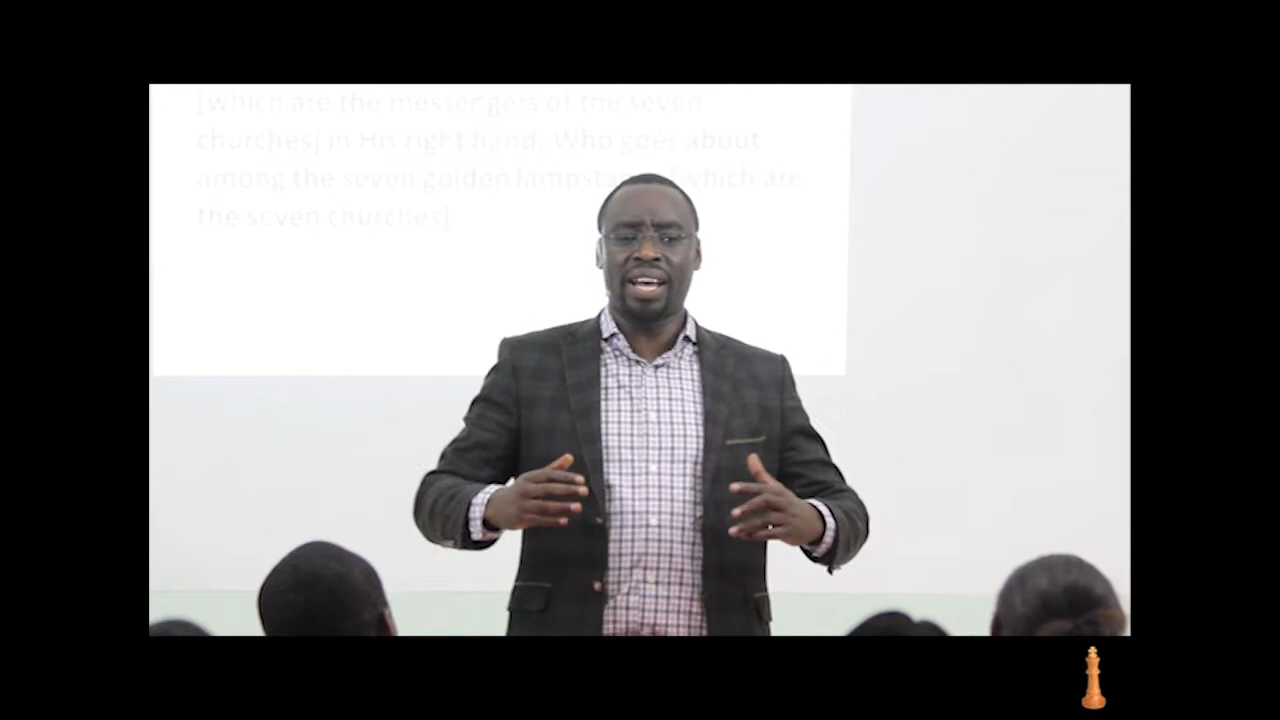 [which are the messengers of the seven
churches] in His right hand. Who goes about
among the seven golden [which are
the seven churches].